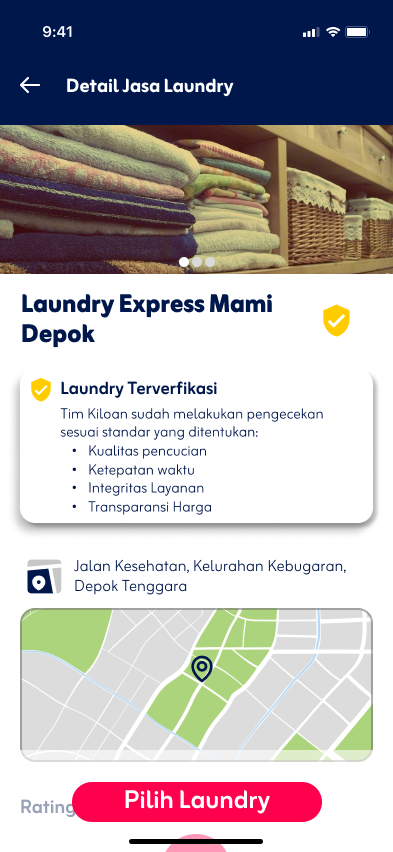 9:41
Detail Jasa Laundry
Laundry Express Mami
Depok
Laundry Terverfikasi
Tim Kiloan sudah melakukan pengecekan
sesuai standar yang ditentukan:
• Kualitas pencucian
• Ketepatan waktu
• Integritas Layanan
• Transparansi Harga
Jalan Kesehatan, Kelurahan Kebugaran,
Depok Tenggara
Rating
Pilih Laundry